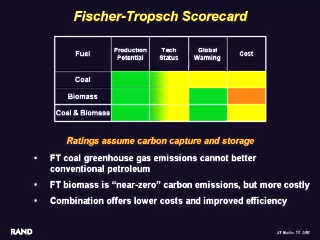 Fischer-Tropsch Scorecard
Fuel
Production
Potential
Tech
Status
Global
Warming
Cost
Coal
Biomass
Coal & Biomass
Ratings assume carbon capture and storage
• FT coal greenhouse gas emissions cannot better
conventional petroleum
• FT biomass is “near-zero” carbon emissions, but more costly
• Combination offers lower costs and improved efficiency
RAND